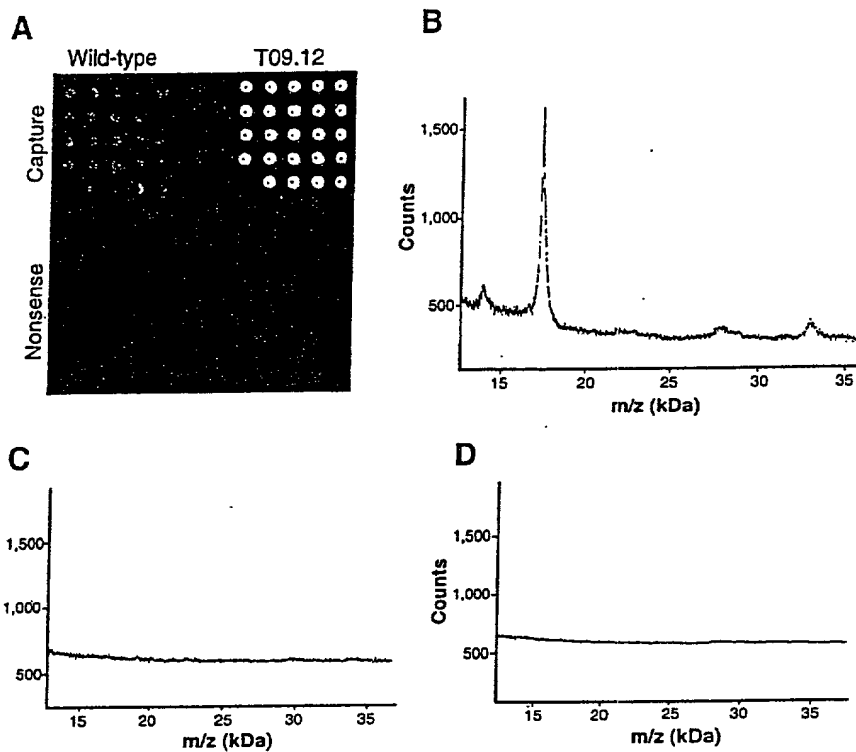 A
Wild-type T09.12
Capture
Nonsense
B
1,500
1,000
500
Counts
15 20 25 30 35
m/z (kDa)
C
1,500
1,000
500
15 20 30 35
m/z (kDa)
D
1,500
1,000
500
Counts
15 20 25 30 35
m/z (kDa)